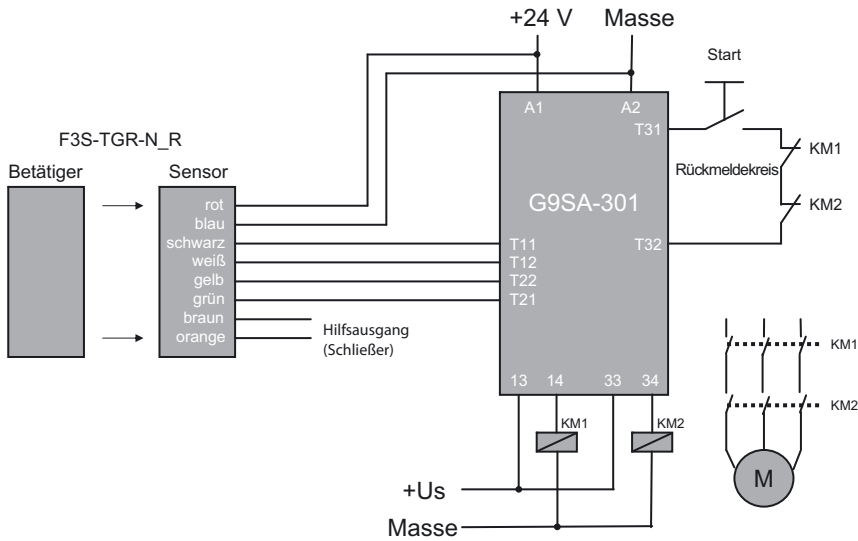 +24 V
Masse
Start
A1
A2
T31
F3S-TGR-N_R
KM1
Betätiger
Sensor
Rückmeldekreis
rot
G9SA-301
KM2
blau
schwarz
T11
T32
weiß
T12
gelb
T22
grün
T21
braun
Hilfsausgang
(Schließer)
orange
KM1
13
14
33
34
KM2
KM1
KM2
M
+Us
Masse